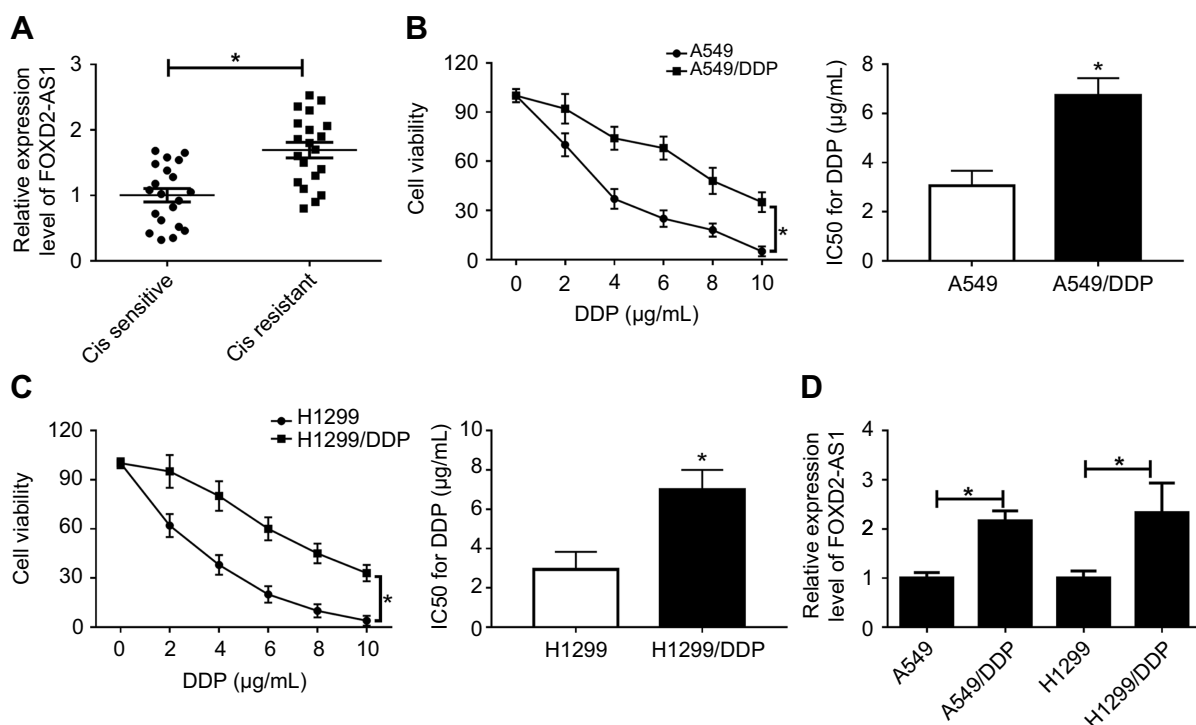 A
Relative expression
level of FOXD2-AS1
3
2
1
0
*
Cis sensitive
Cis resistant
B
A549
A549/DDP
Cell viability
120
90
60
30
0
*
0 2 4 6 8 10
DDP (µg/mL)
IC50 for DDP (µg/mL)
8
6
4
2
0
*
A549 A549/DDP
C
H1299
H1299/DDP
Cell viability
120
90
60
30
0
*
0 2 4 6 8 10
DDP (µg/mL)
IC50 for DDP (µg/mL)
10
8
6
4
2
0
*
H1299 H1299/DDP
D
Relative expression
level of FOXD2-AS1
4
3
2
1
0
*
*
A549
A549/DDP
H1299
H1299/DDP